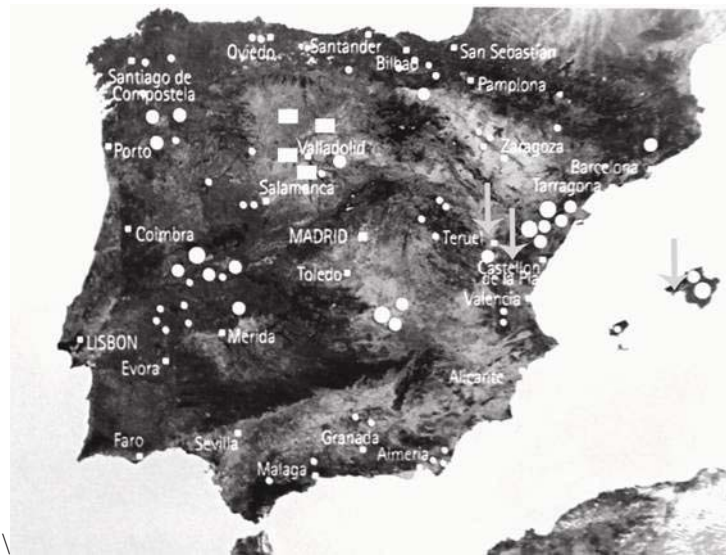 Oviedo
Santander
San Sebastian
Bilbao
Santiago de
Compostela
Pamplona
Porto
Valladolid
Zaragoza
Barcelona
Salamanca
Tarragona
Coimbra
MADRID
Teruel
Castellon
de la Pla
Toledo
Valencia
LISBON
Merida
Evora
Alicante
Faro
Sevilla
Granada
Almeria
Malaga
\